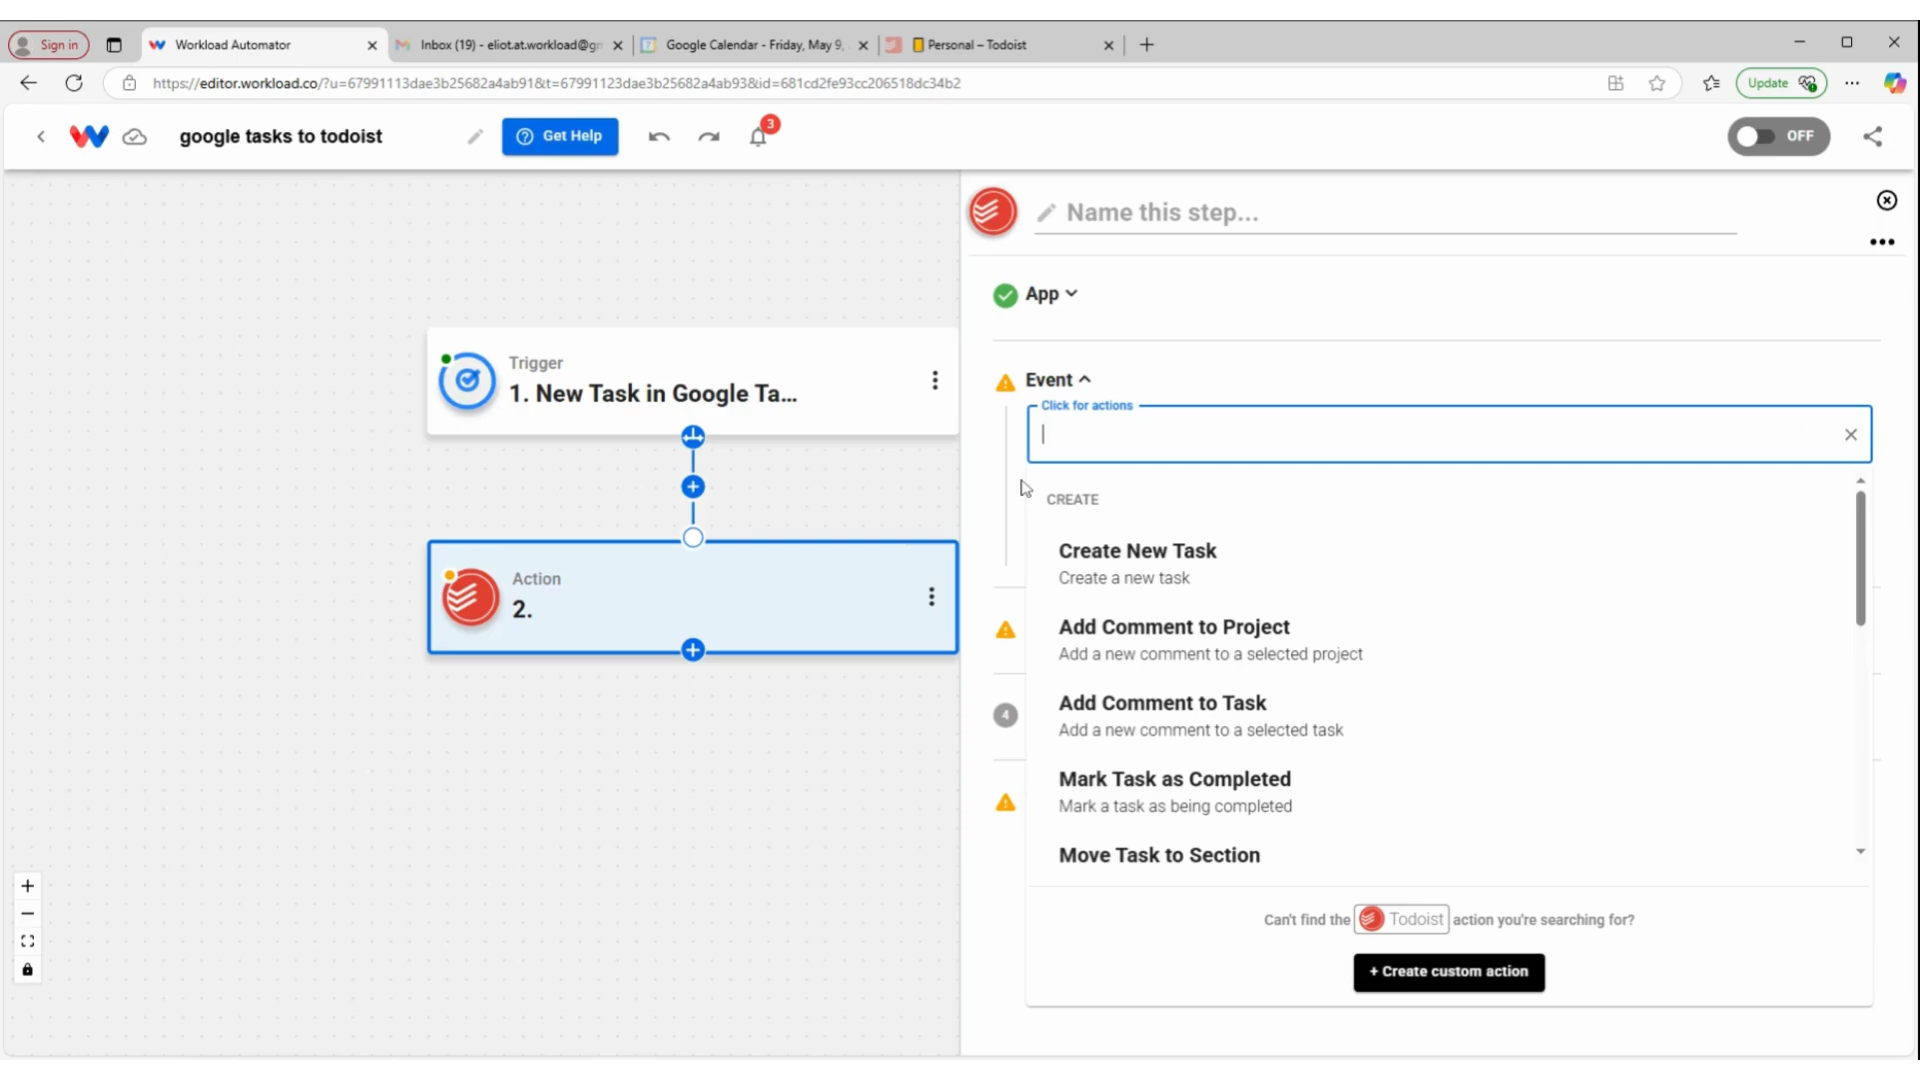 Sign in
Workload Automator
Inbox (19) - eliot.at.workload@gm
Google Calendar - Friday, May 9,
Personal – Todoist
https://editor.workload.co/?u=67991113dae3b25682a4ab91&t=67991123dae3b25682a4ab93&id=681cd2fe93cc206518dc34b2
Update
google tasks to todoist
Get Help
3
OFF
Name this step...
App
Trigger
1. New Task in Google Ta...
Event
Click for actions
CREATE
Create New Task
Create a new task
Action
2.
Add Comment to Project
Add a new comment to a selected project
Add Comment to Task
Add a new comment to a selected task
4
Mark Task as Completed
Mark a task as being completed
Move Task to Section
Can't find the Todoist action you're searching for?
+ Create custom action